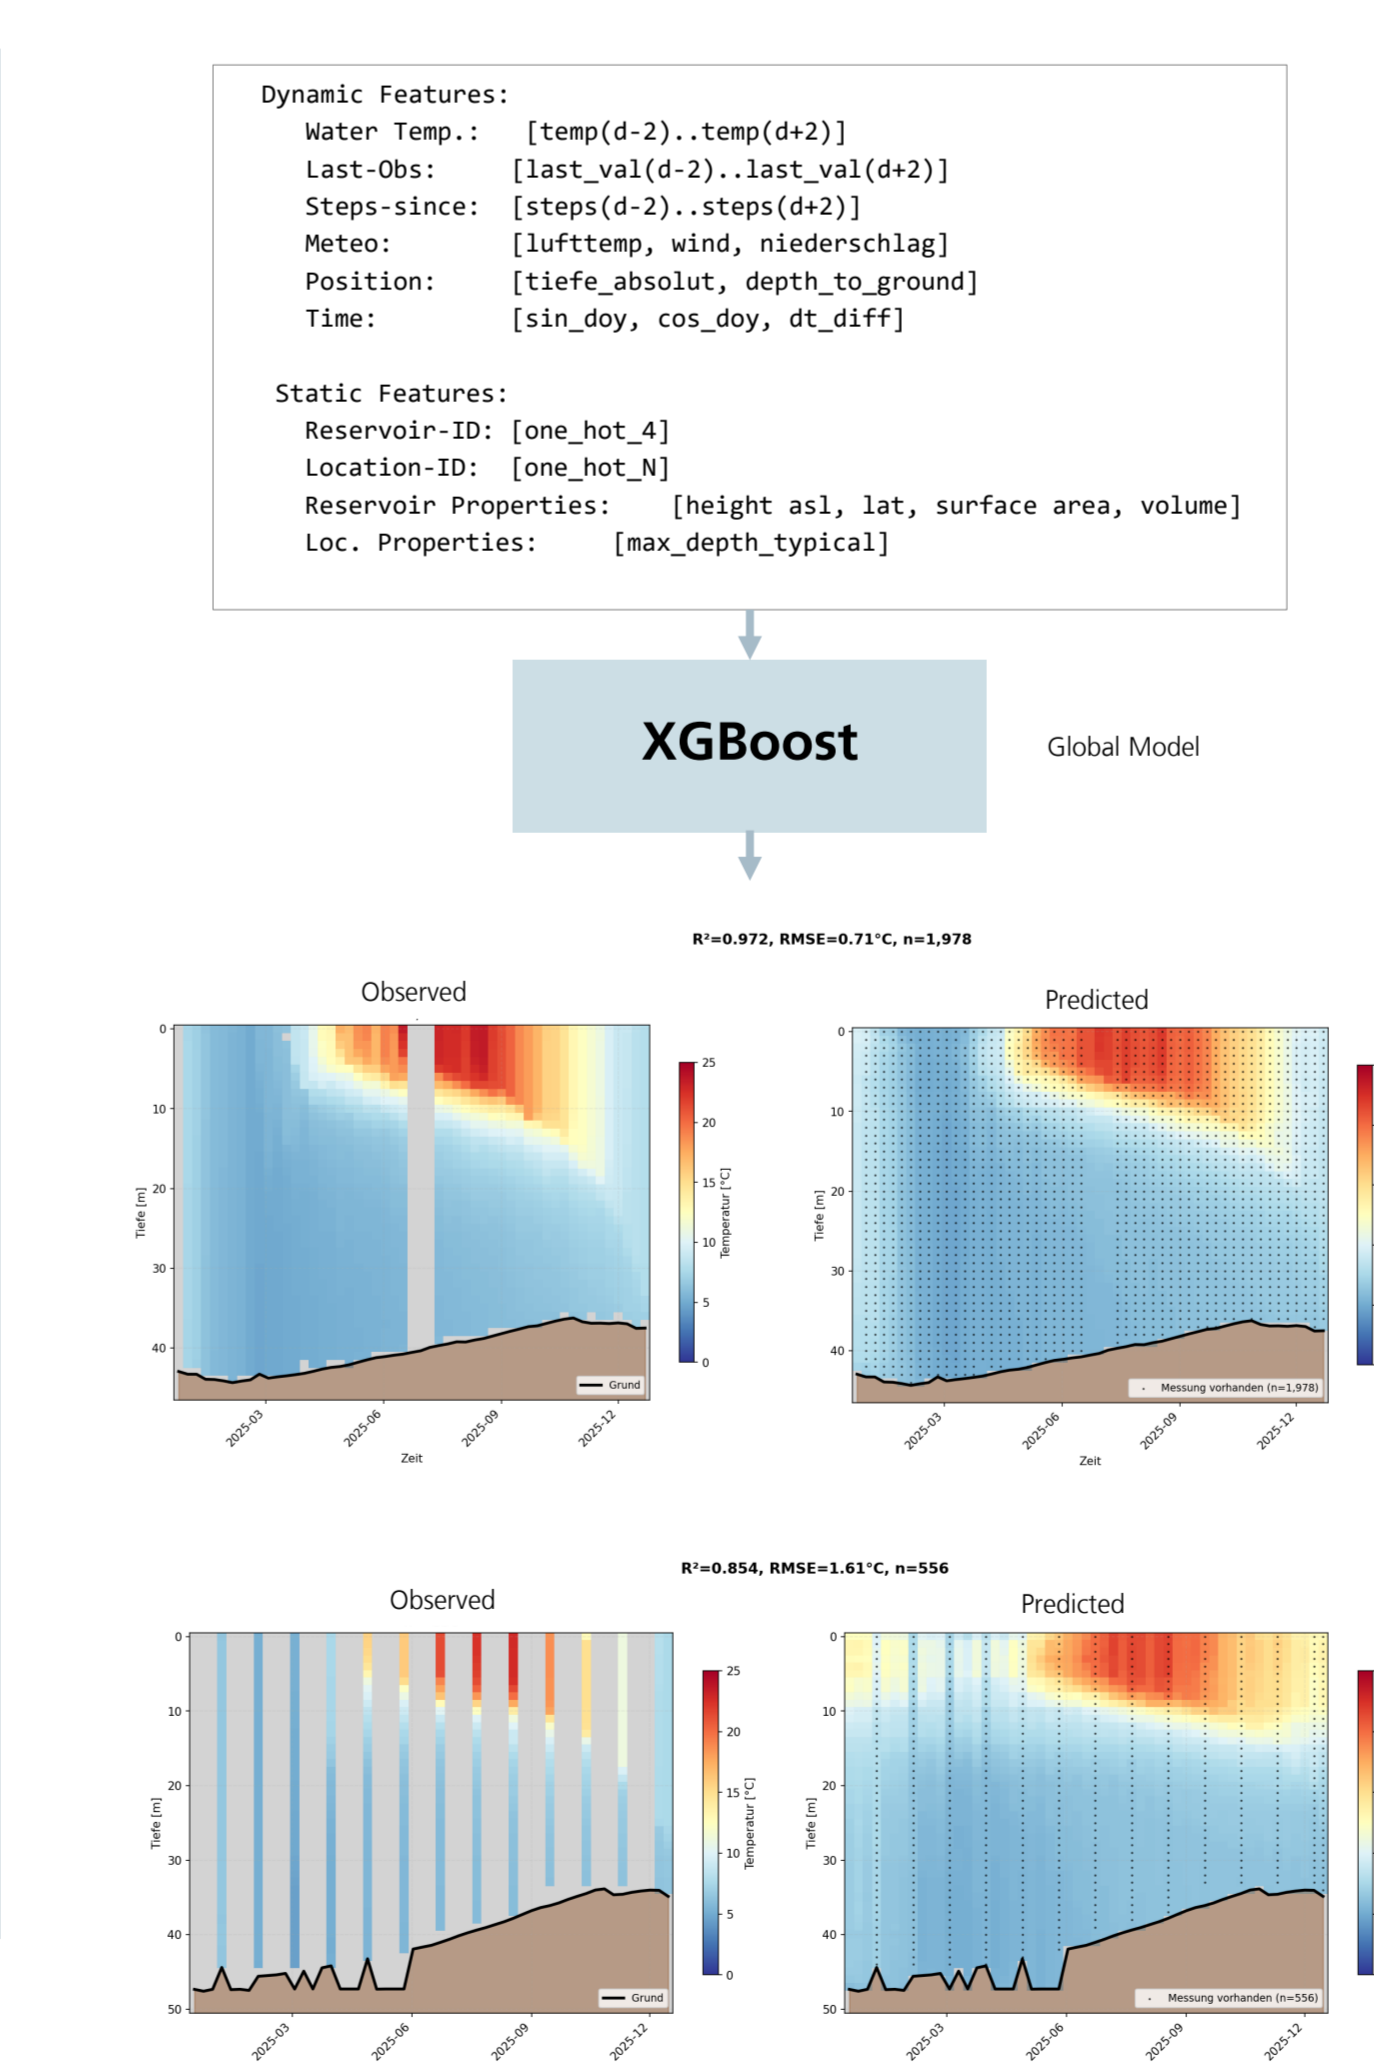 Dynamic Features:
Water Temp.: [temp(d-2)..temp(d+2)]
Last-Obs: [last_val(d-2)..last_val(d+2)]
Steps-since: [steps(d-2)..steps(d+2)]
Meteo: [lufttemp, wind, niederschlag]
Position: [tiefe_absolut, depth_to_ground]
Time: [sin_doy, cos_doy, dt_diff]
Static Features:
Reservoir-ID: [one_hot_4]
Location-ID: [one_hot_N]
Reservoir Properties: [height asl, lat, surface area, volume]
Loc. Properties: [max_depth_typical]
XGBoost
Global Model
R²=0.972, RMSE=0.71°C, n=1,978
Observed
0
10
20
30
40
Tiefe [m]
Grund
2025-03
2025-06
2025-09
2025-12
Zeit
25
20
15
10
5
0
Temperatur [°C]
Predicted
0
10
20
30
40
Tiefe [m]
Messung vorhanden (n=1,978)
2025-03
2025-06
2025-09
2025-12
Zeit
R²=0.854, RMSE=1.61°C, n=556
Observed
0
10
20
30
40
50
Tiefe [m]
Grund
2025-03
2025-06
2025-09
2025-12
25
20
15
10
5
0
Temperatur [°C]
Predicted
0
10
20
30
40
50
Tiefe [m]
Messung vorhanden (n=556)
2025-03
2025-06
2025-09
2025-12